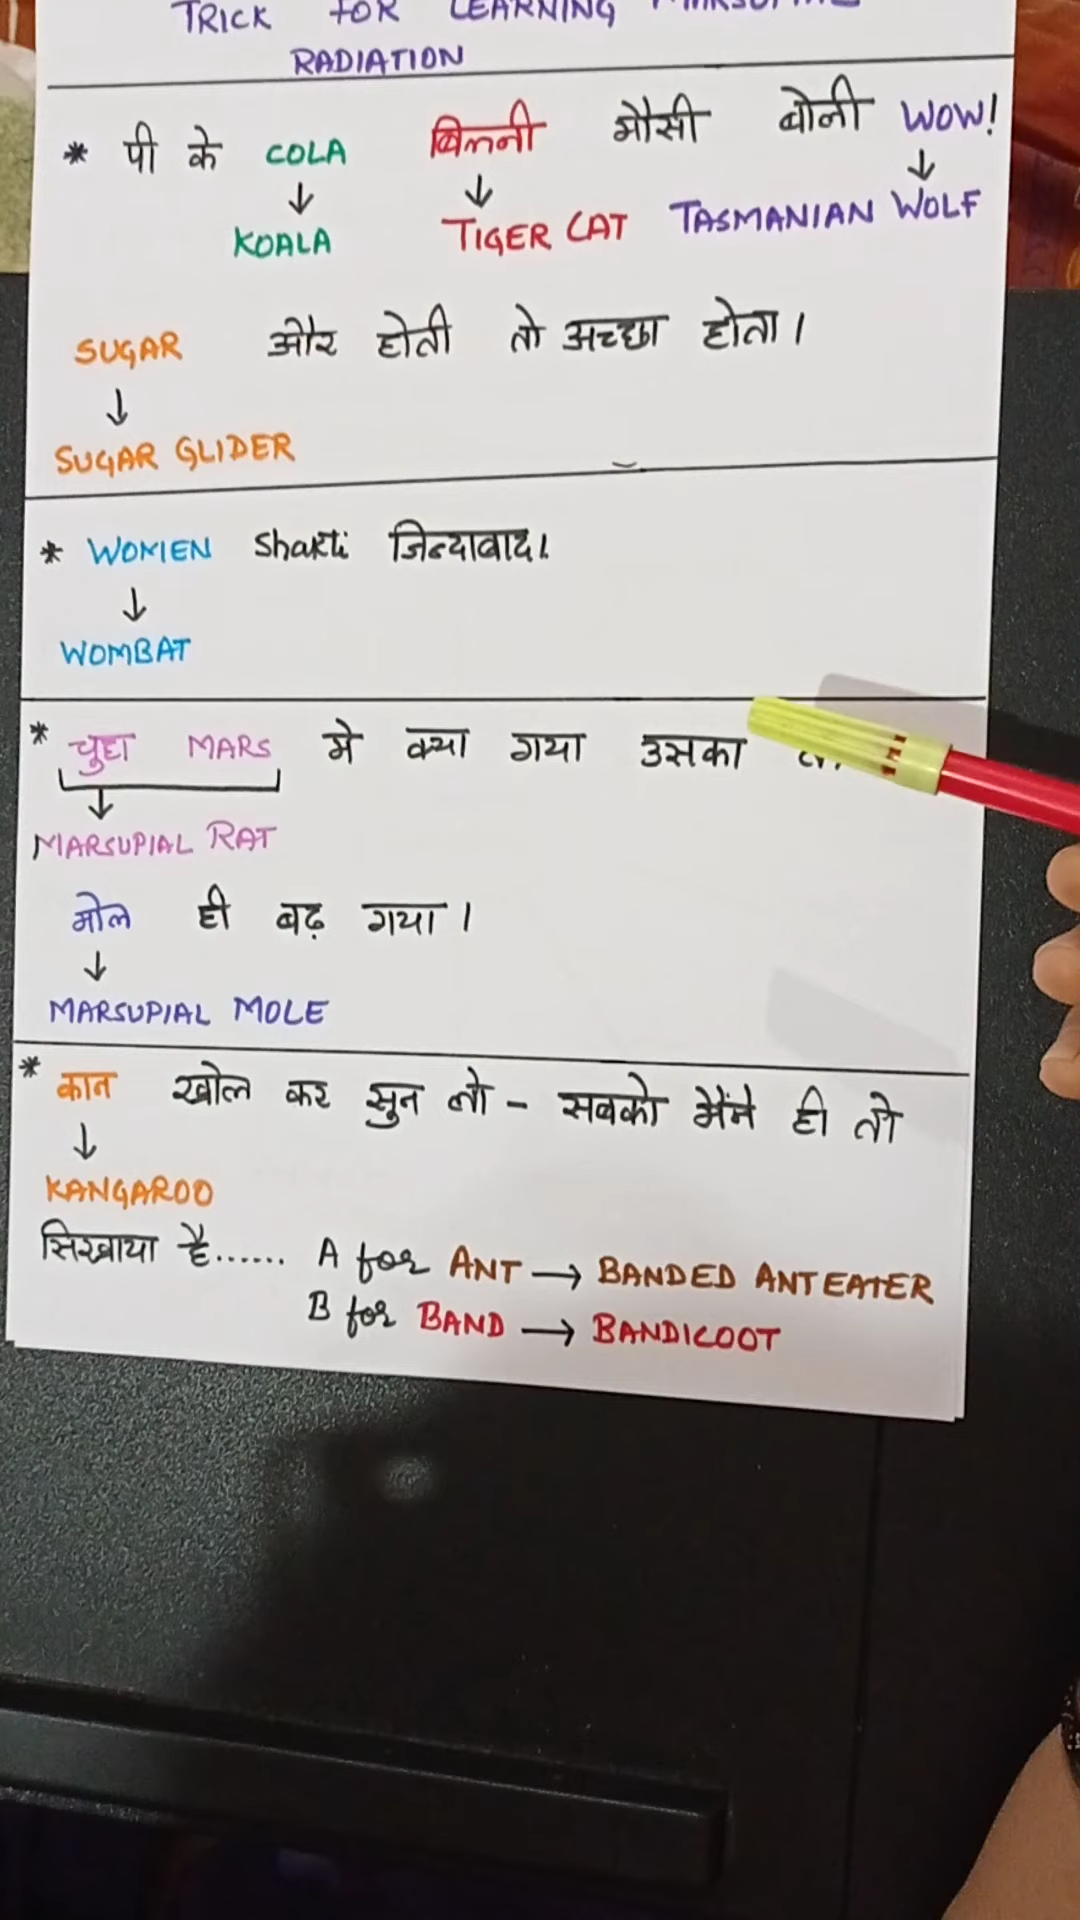 TRICK FOR LEARNING MARSUPIAL
RADIATION
* पी के COLA बिल्ली मौसी बोली WOW!
↓ ↓ ↓
KOALA TIGER CAT TASMANIAN WOLF
SUGAR और होती तो अच्छा होता।
↓
SUGAR GLIDER
* WOMEN Shakti जिन्दाबाद।
↓
WOMBAT
* चुहा MARS मे क्या गया उसका
↓
MARSUPIAL RAT
मोल ही बढ़ गया।
↓
MARSUPIAL MOLE
* कान खोल कर सुन लो - सबको मैंने ही तो
↓
KANGAROO
सिखाया है...... A for ANT → BANDED ANTEATER
B for BAND → BANDICOOT